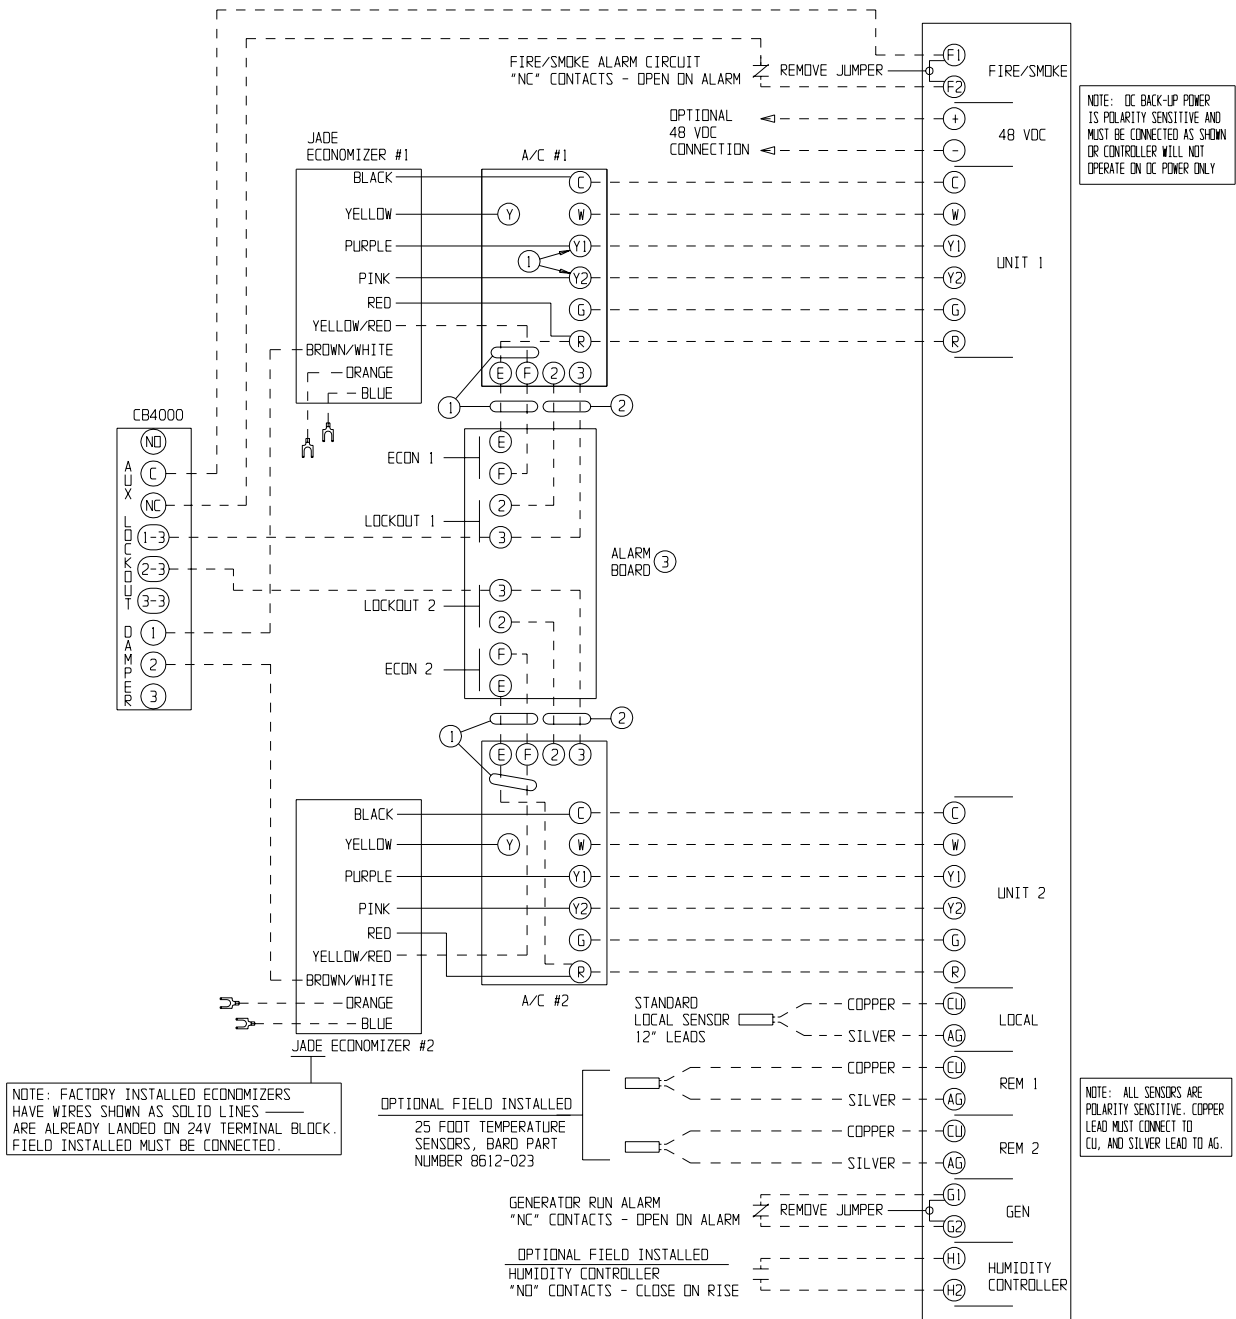 FIRE/SMOKE ALARM CIRCUIT
"NC" CONTACTS - OPEN ON ALARM
REMOVE JUMPER
F1
F2
FIRE/SMOKE
OPTIONAL
48 VDC
CONNECTION
+
-
48 VDC
NOTE: DC BACK-UP POWER
IS POLARITY SENSITIVE AND
MUST BE CONNECTED AS SHOWN
OR CONTROLLER WILL NOT
OPERATE ON DC POWER ONLY
JADE
ECONOMIZER #1
BLACK
YELLOW
PURPLE
PINK
RED
YELLOW/RED
BROWN/WHITE
ORANGE
BLUE
A/C #1
C
Y
W
Y1
1
Y2
G
R
E
F
2
3
C
W
Y1
Y2
G
R
UNIT 1
1
2
CB4000
NO
C
NC
1-3
2-3
3-3
1
2
3
AUX
LOCKOUT
DAMPER
ECON 1
LOCKOUT 1
LOCKOUT 2
ECON 2
E
F
2
3
3
2
F
E
ALARM
BOARD
3
1
2
E
F
2
3
C
Y
W
Y1
Y2
G
R
A/C #2
BLACK
YELLOW
PURPLE
PINK
RED
YELLOW/RED
BROWN/WHITE
ORANGE
BLUE
JADE ECONOMIZER #2
C
W
Y1
Y2
G
R
UNIT 2
NOTE: FACTORY INSTALLED ECONOMIZERS
HAVE WIRES SHOWN AS SOLID LINES
ARE ALREADY LANDED ON 24V TERMINAL BLOCK.
FIELD INSTALLED MUST BE CONNECTED.
STANDARD
LOCAL SENSOR
12" LEADS
COPPER
SILVER
CU
AG
LOCAL
OPTIONAL FIELD INSTALLED
25 FOOT TEMPERATURE
SENSORS, BARD PART
NUMBER 8612-023
COPPER
SILVER
CU
AG
REM 1
COPPER
SILVER
CU
AG
REM 2
NOTE: ALL SENSORS ARE
POLARITY SENSITIVE. COPPER
LEAD MUST CONNECT TO
CU, AND SILVER LEAD TO AG.
GENERATOR RUN ALARM
"NC" CONTACTS - OPEN ON ALARM
REMOVE JUMPER
G1
G2
GEN
OPTIONAL FIELD INSTALLED
HUMIDITY CONTROLLER
"NO" CONTACTS - CLOSE ON RISE
H1
H2
HUMIDITY
CONTROLLER